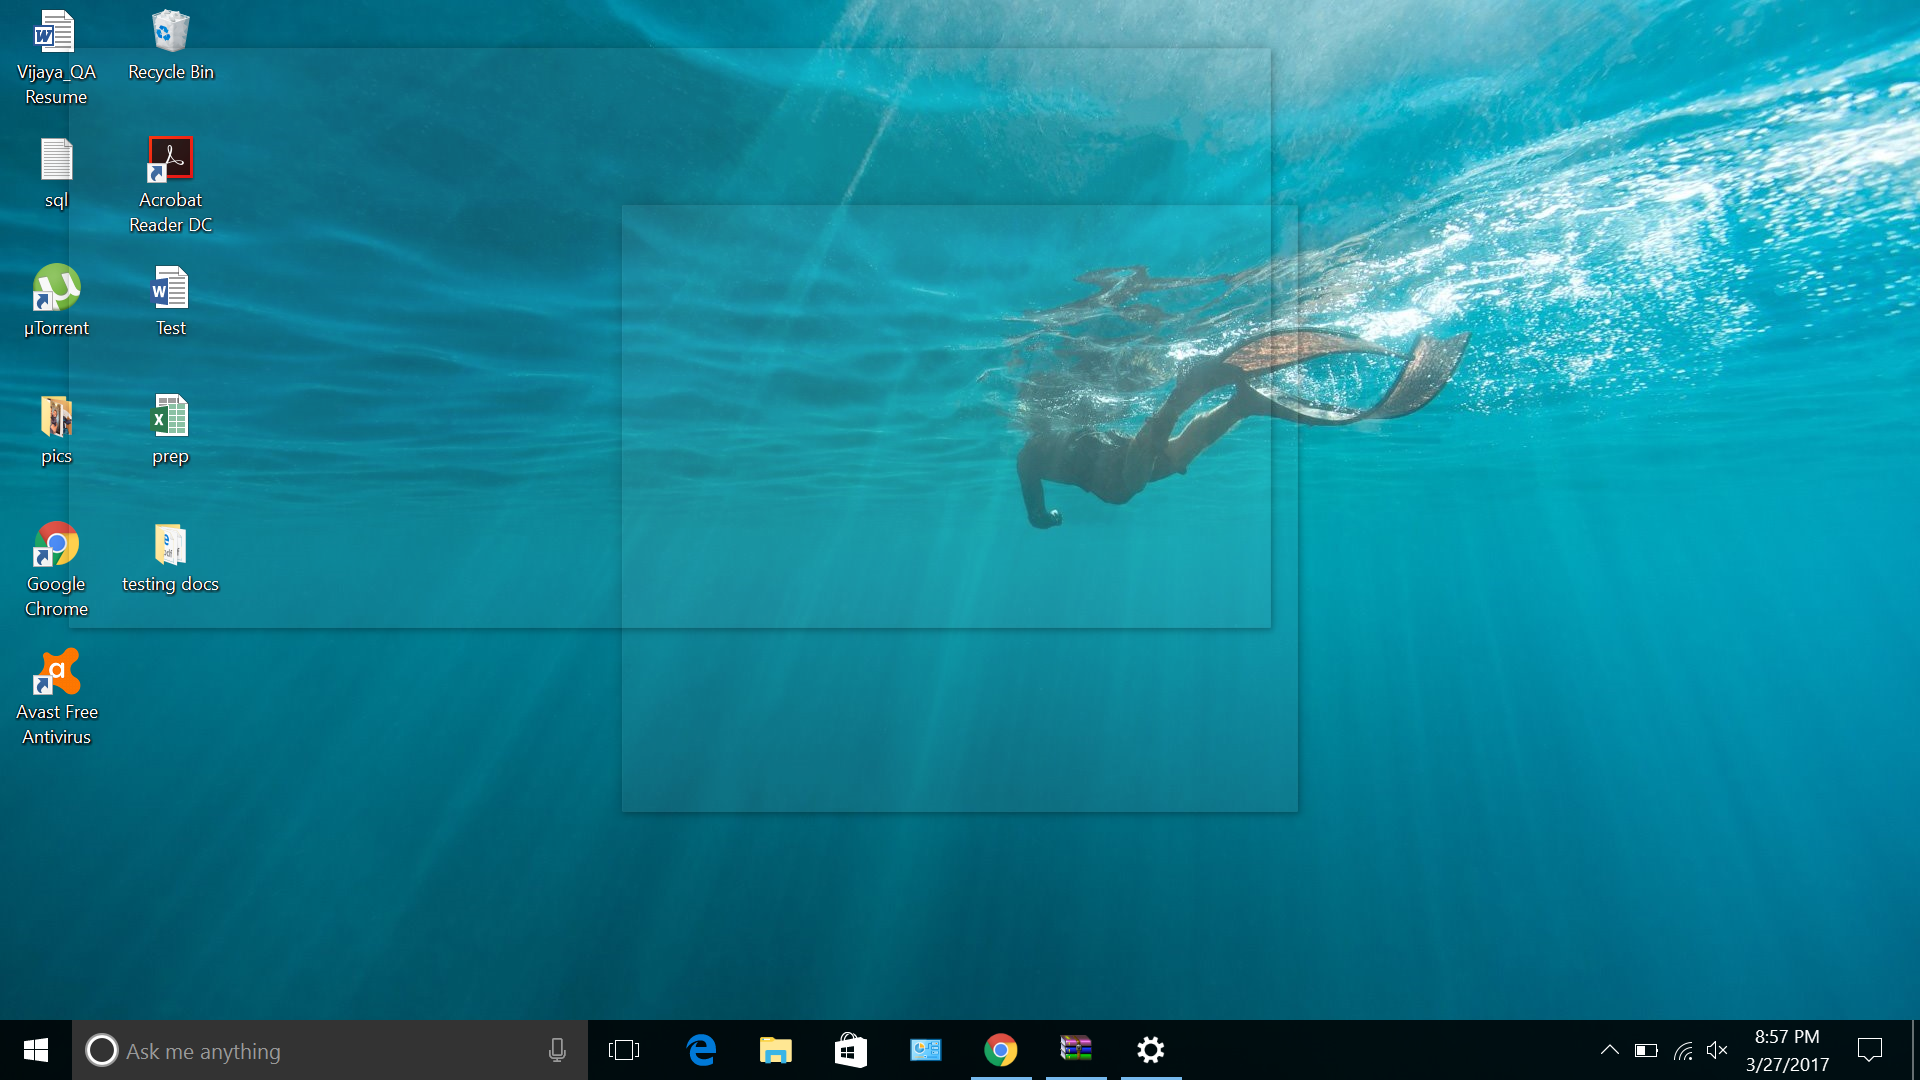 Vijaya_QA
Resume
Recycle Bin
sql
Acrobat
Reader DC
µTorrent
Test
pics
prep
Google
Chrome
testing docs
Avast Free
Antivirus
Ask me anything
8:57 PM
3/27/2017